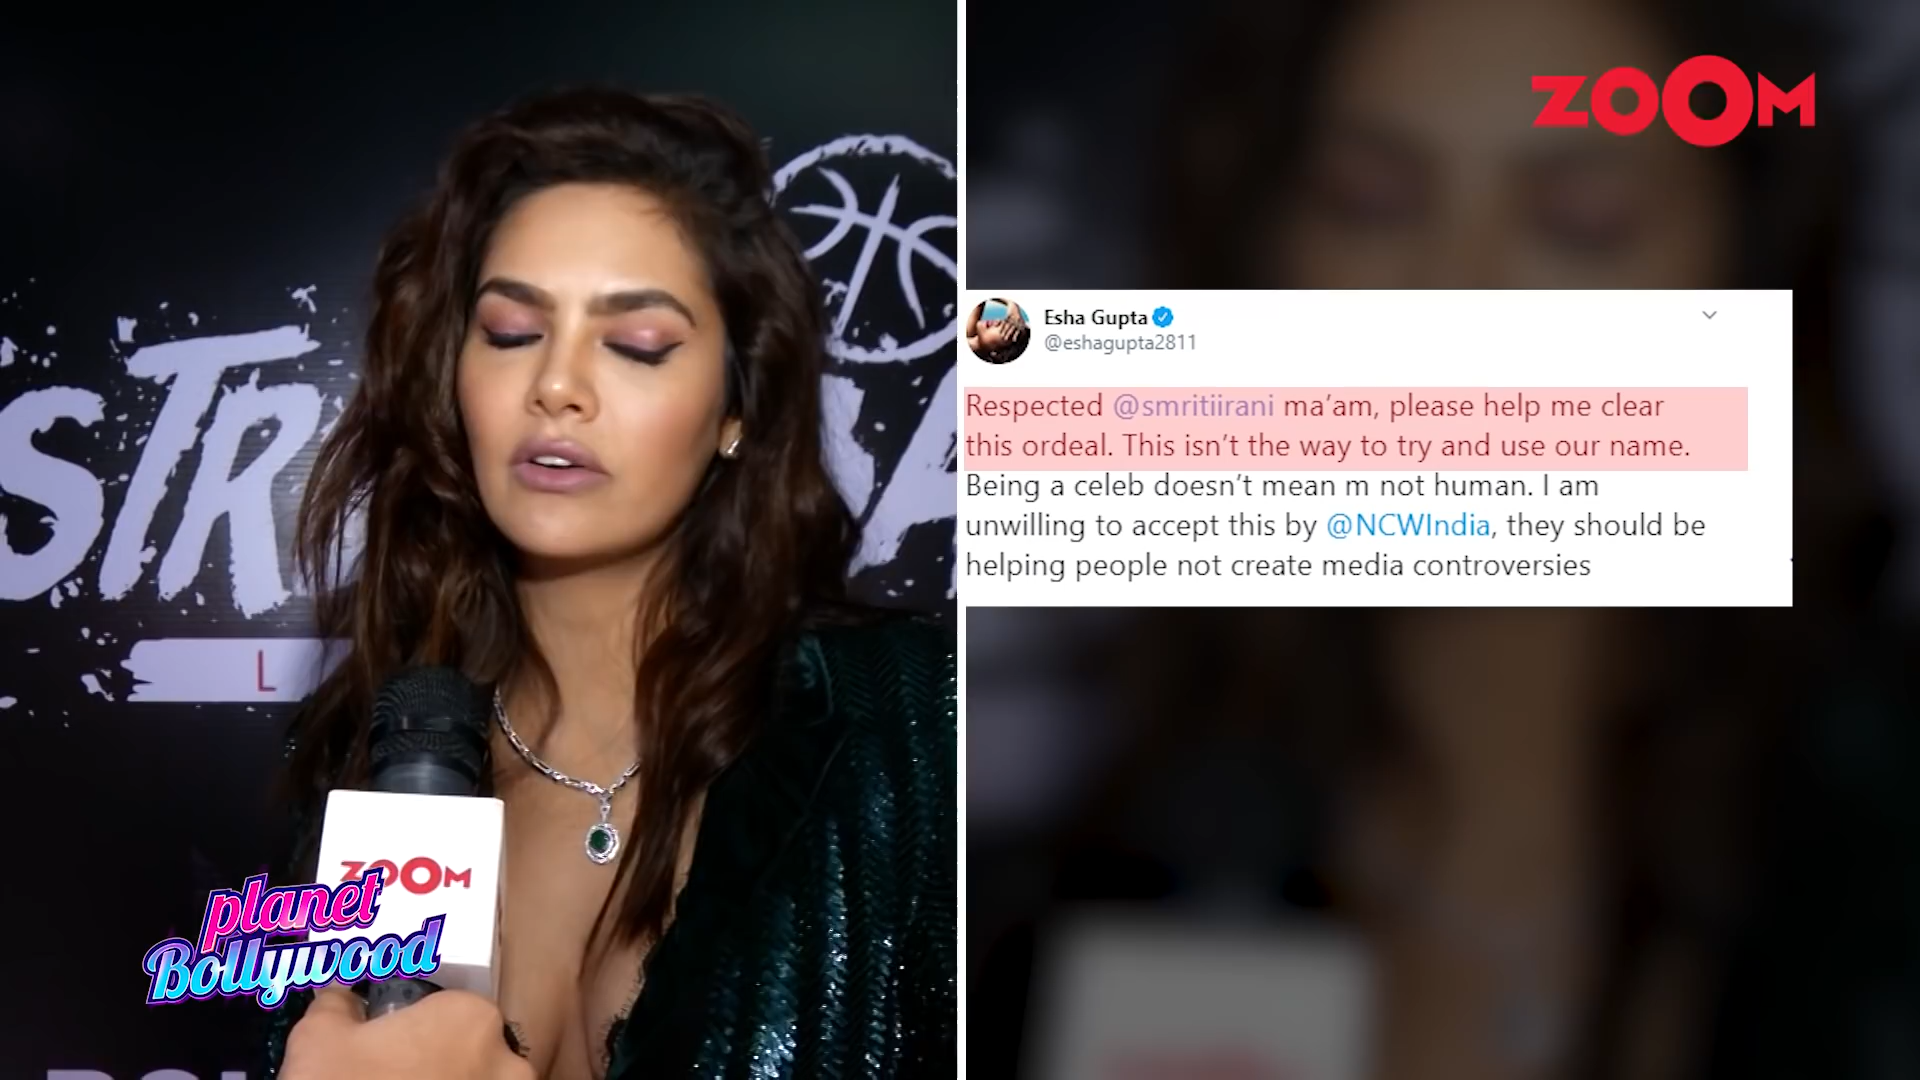 ZOOM
Esha Gupta
@eshagupta2811
Respected @smritiirani ma’am, please help me clear
this ordeal. This isn’t the way to try and use our name.
Being a celeb doesn’t mean m not human. I am
unwilling to accept this by @NCWIndia, they should be
helping people not create media controversies
STR
L
ZOOM
planet
Bollywood